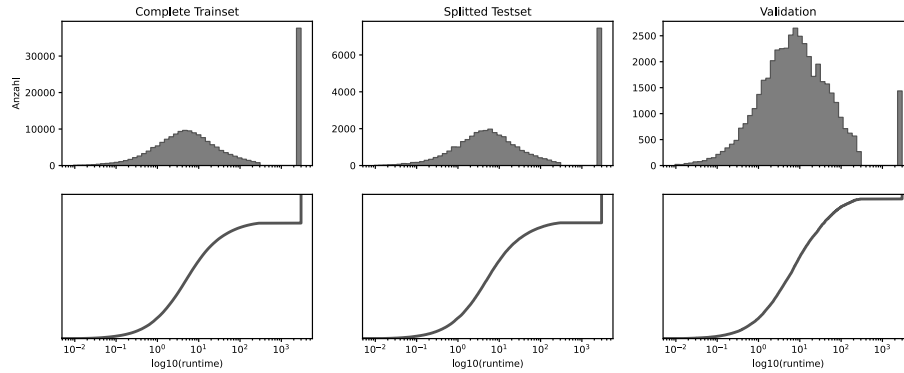 Complete Trainset
Splitted Testset
Validation
Anzahl
30000
20000
10000
0
6000
4000
2000
0
2500
2000
1500
1000
500
0
10⁻² 10⁻¹ 10⁰ 10¹ 10² 10³
10⁻² 10⁻¹ 10⁰ 10¹ 10² 10³
10⁻² 10⁻¹ 10⁰ 10¹ 10² 10³
log10(runtime)
log10(runtime)
log10(runtime)